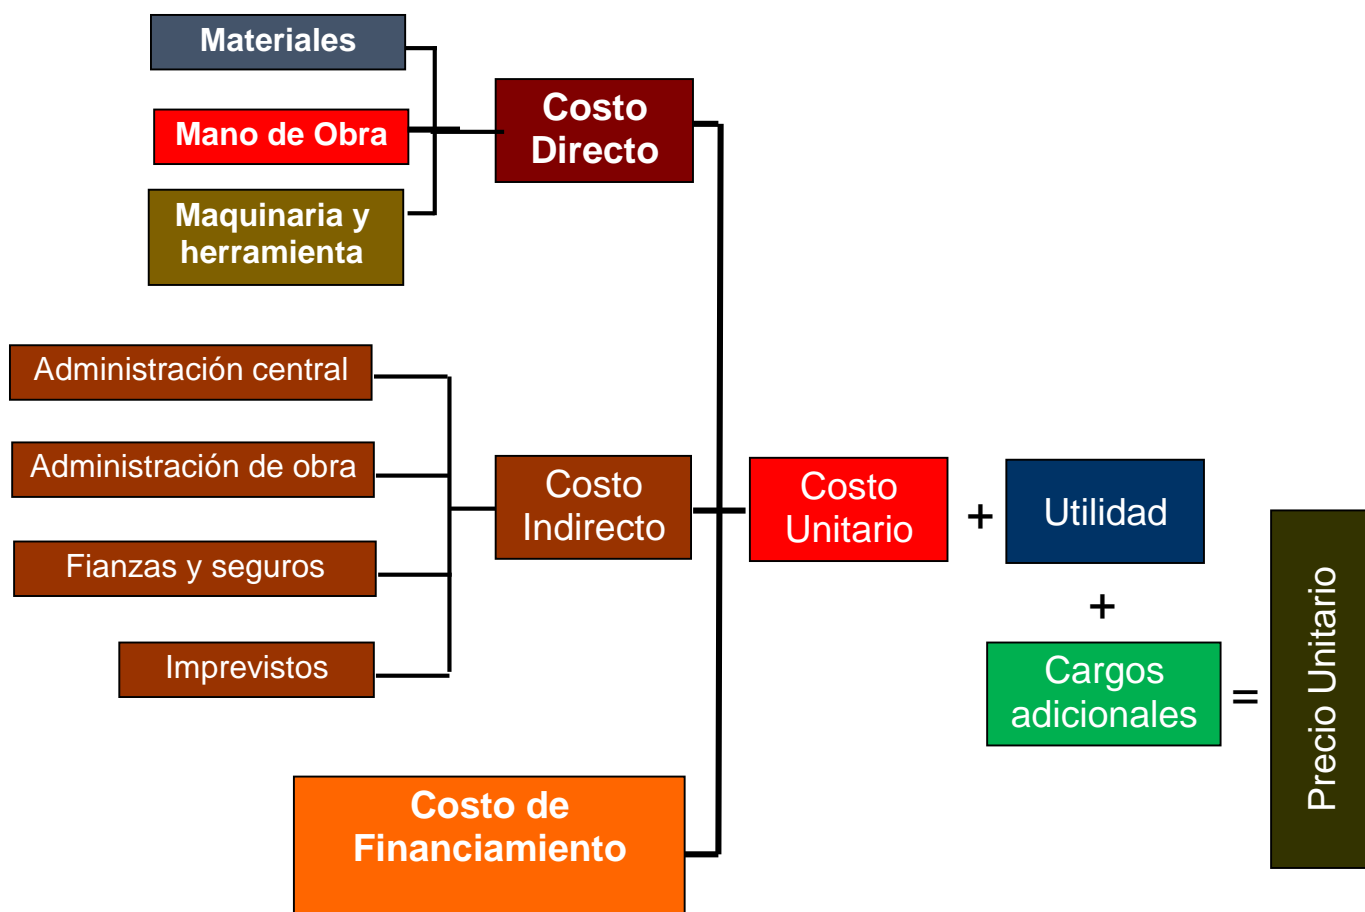 Materiales
Mano de Obra
Maquinaria y
herramienta
Costo
Directo
Administración central
Administración de obra
Fianzas y seguros
Imprevistos
Costo
Indirecto
Costo de
Financiamiento
Costo
Unitario
+
Utilidad
+
Cargos
adicionales
=
Precio Unitario